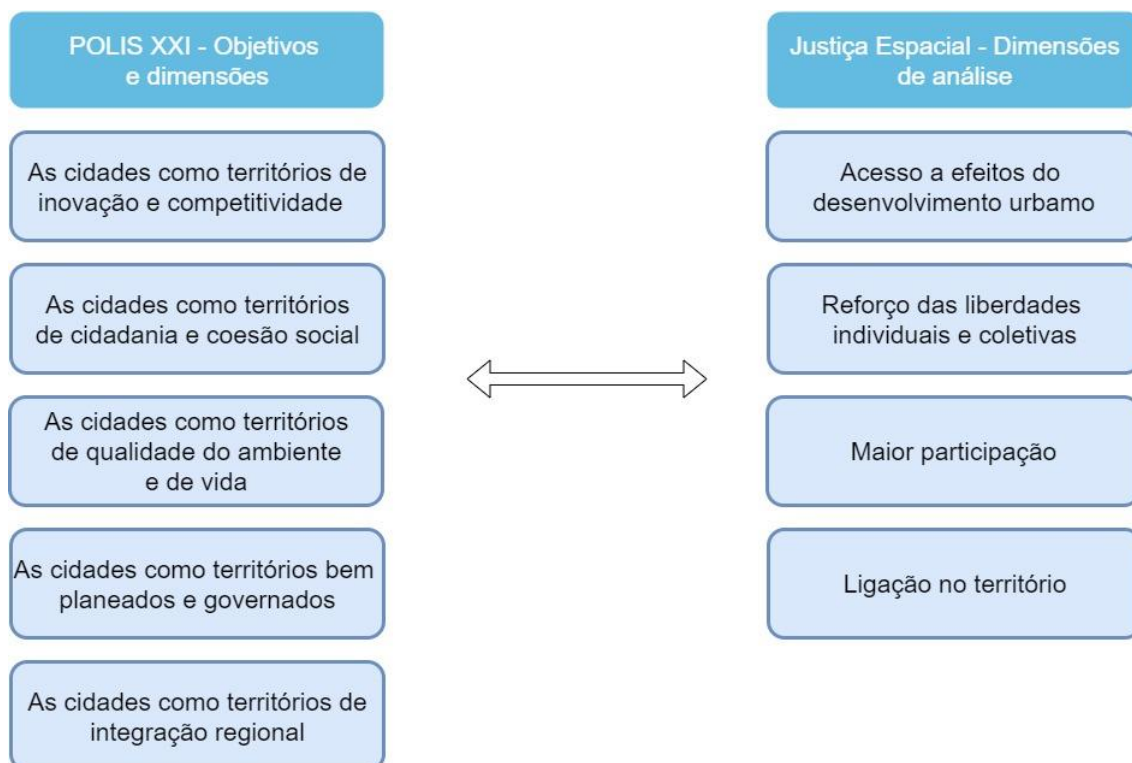 POLIS XXI - Objetivos
e dimensões
As cidades como territórios de
inovação e competitividade
As cidades como territórios
de cidadania e coesão social
As cidades como territórios
de qualidade do ambiente
e de vida
As cidades como territórios bem
planeados e governados
As cidades como territórios de
integração regional
Justiça Espacial - Dimensões
de análise
Acesso a efeitos do
desenvolvimento urbamo
Reforço das liberdades
individuais e coletivas
Maior participação
Ligação no território